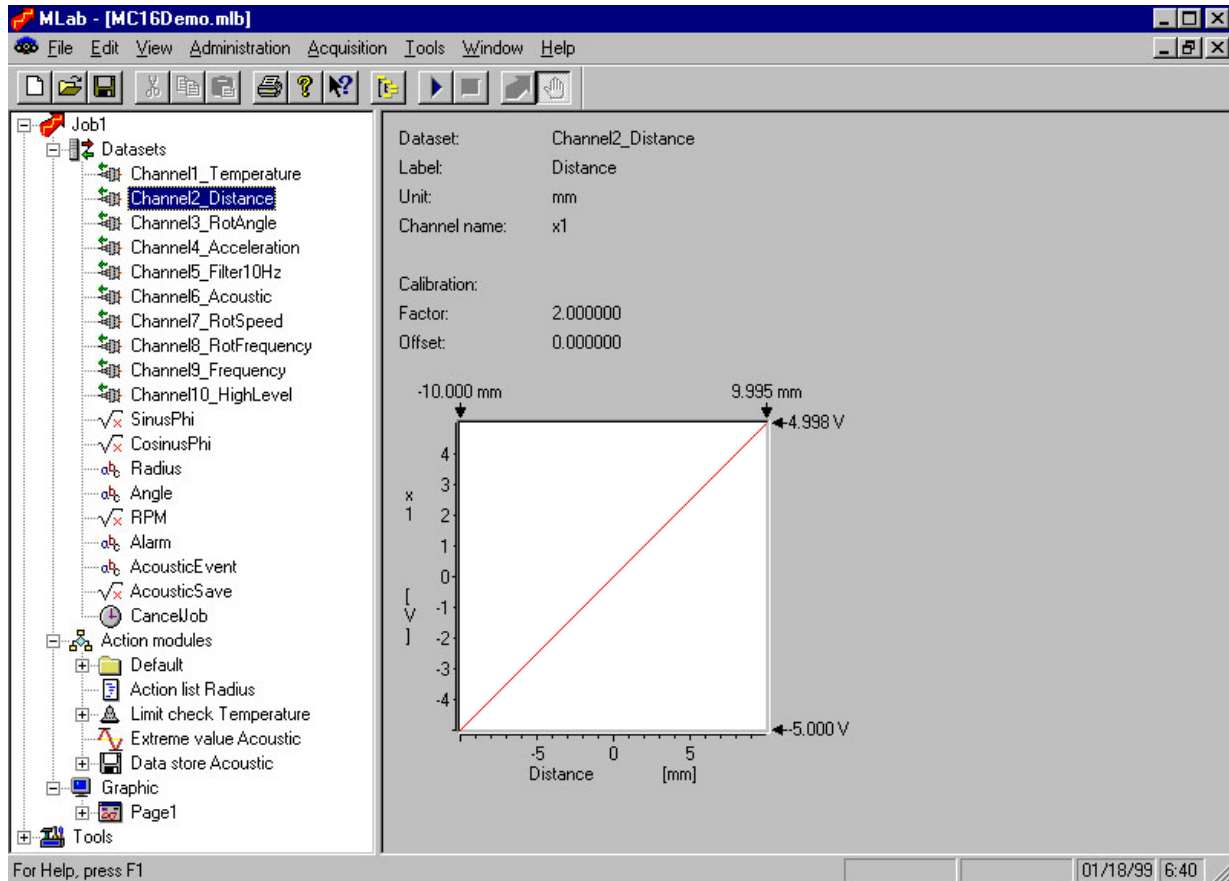 MLab - [MC16Demo.mlb]
File Edit View Administration Acquisition Tools Window Help
Job1
Datasets
Channel1_Temperature
Channel2_Distance
Channel3_RotAngle
Channel4_Acceleration
Channel5_Filter10Hz
Channel6_Acoustic
Channel7_RotSpeed
Channel8_RotFrequency
Channel9_Frequency
Channel10_HighLevel
SinusPhi
CosinusPhi
Radius
Angle
RPM
Alarm
AcousticEvent
AcousticSave
CancelJob
Action modules
Default
Action list Radius
Limit check Temperature
Extreme value Acoustic
Data store Acoustic
Graphic
Page1
Tools
Dataset: Channel2_Distance
Label: Distance
Unit: mm
Channel name: x1
Calibration:
Factor: 2.000000
Offset: 0.000000
-10.000 mm 9.995 mm
4.998 V
4
3
2
1
0
-1
-2
-3
-4
x1 [V]
-5.000 V
-5 0 5
Distance [mm]
For Help, press F1 01/18/99 6:40